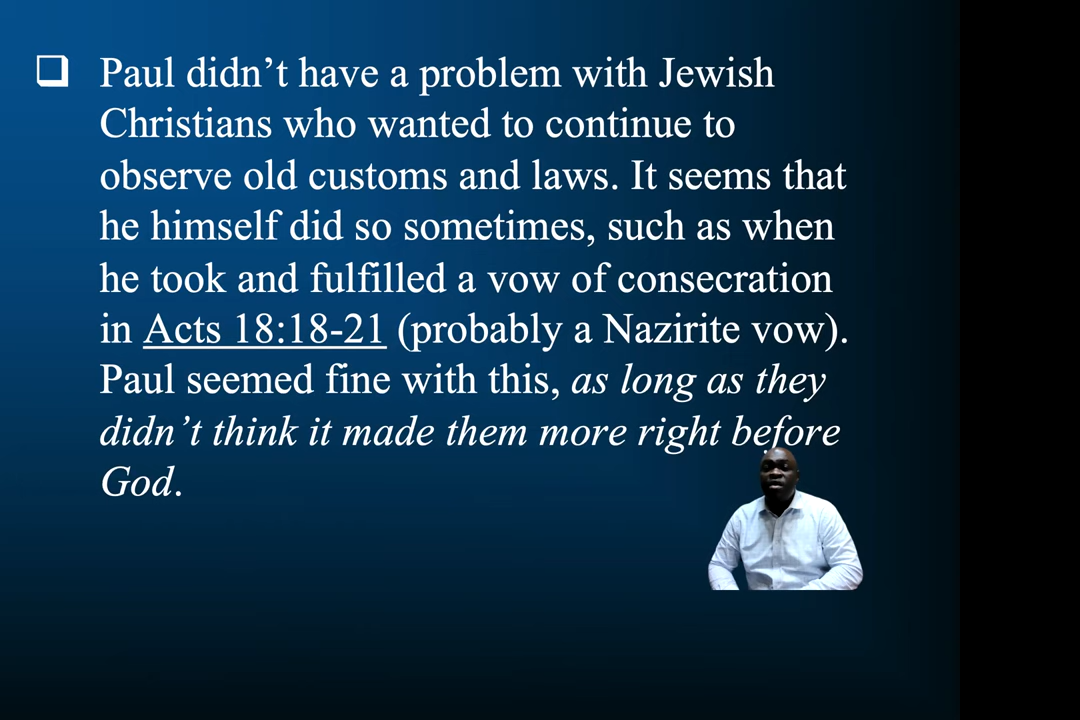 ❑ Paul didn’t have a problem with Jewish
Christians who wanted to continue to
observe old customs and laws. It seems that
he himself did so sometimes, such as when
he took and fulfilled a vow of consecration
in Acts 18:18-21 (probably a Nazirite vow).
Paul seemed fine with this, as long as they
didn’t think it made them more right before
God.